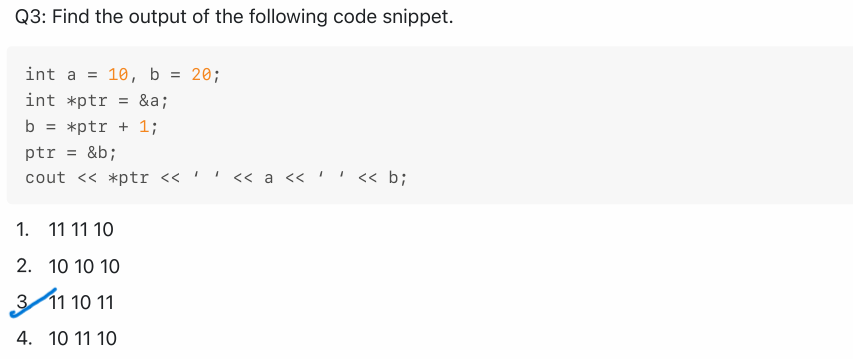 Q3: Find the output of the following code snippet.
int a = 10, b = 20;
int *ptr = &a;
b = *ptr + 1;
ptr = &b;
cout << *ptr << ‘ ‘ << a << ‘ ‘ << b;
1. 11 11 10
2. 10 10 10
3. 11 10 11
4. 10 11 10